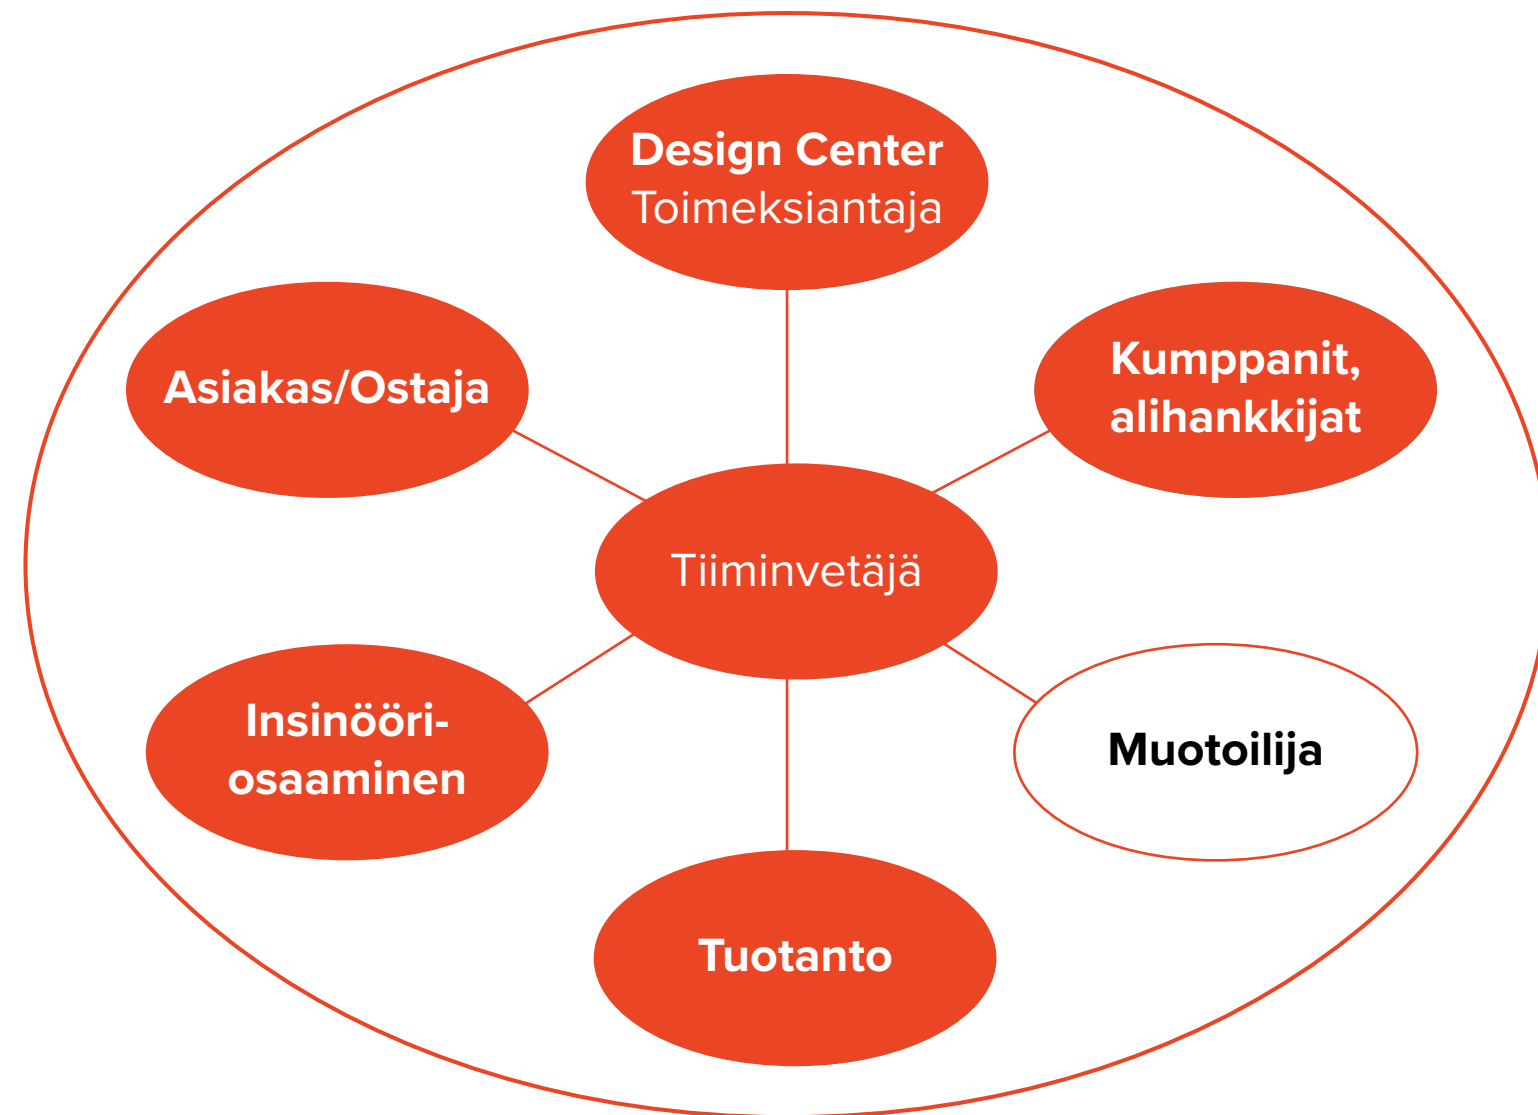 Design Center
Toimeksiantaja
Asiakas/Ostaja
Kumppanit,
alihankkijat
Tiiminvetäjä
Insinööri-
osaaminen
Muotoilija
Tuotanto